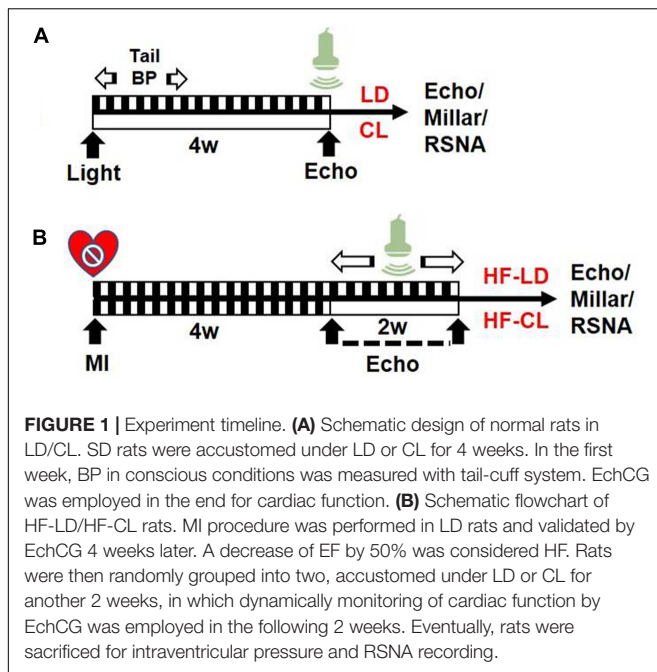 A
Tail
BP
LD
CL
Echo/
Millar/
RSNA
4w
Light
Echo
B
HF-LD
HF-CL
Echo/
Millar/
RSNA
4w
2w
MI
Echo
FIGURE 1 | Experiment timeline. (A) Schematic design of normal rats in
LD/CL. SD rats were accustomed under LD or CL for 4 weeks. In the first
week, BP in conscious conditions was measured with tail-cuff system. EchCG
was employed in the end for cardiac function. (B) Schematic flowchart of
HF-LD/HF-CL rats. MI procedure was performed in LD rats and validated by
EchCG 4 weeks later. A decrease of EF by 50% was considered HF. Rats
were then randomly grouped into two, accustomed under LD or CL for
another 2 weeks, in which dynamically monitoring of cardiac function by
EchCG was employed in the following 2 weeks. Eventually, rats were
sacrificed for intraventricular pressure and RSNA recording.